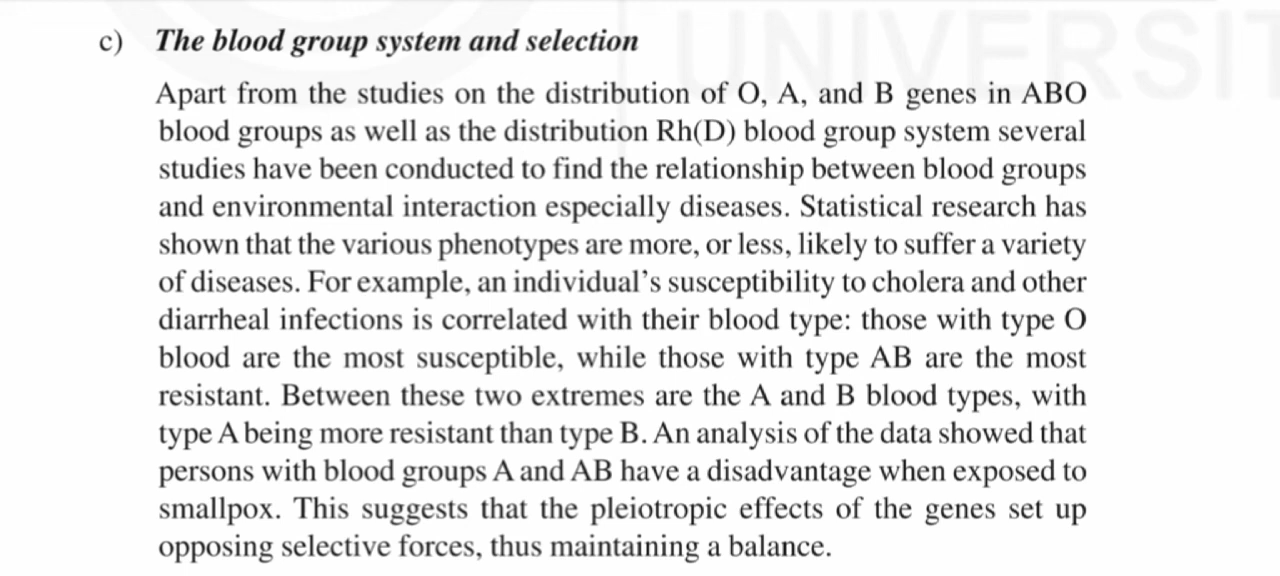 UNIVERSIT
c) The blood group system and selection
Apart from the studies on the distribution of O, A, and B genes in ABO
blood groups as well as the distribution Rh(D) blood group system several
studies have been conducted to find the relationship between blood groups
and environmental interaction especially diseases. Statistical research has
shown that the various phenotypes are more, or less, likely to suffer a variety
of diseases. For example, an individual’s susceptibility to cholera and other
diarrheal infections is correlated with their blood type: those with type O
blood are the most susceptible, while those with type AB are the most
resistant. Between these two extremes are the A and B blood types, with
type A being more resistant than type B. An analysis of the data showed that
persons with blood groups A and AB have a disadvantage when exposed to
smallpox. This suggests that the pleiotropic effects of the genes set up
opposing selective forces, thus maintaining a balance.